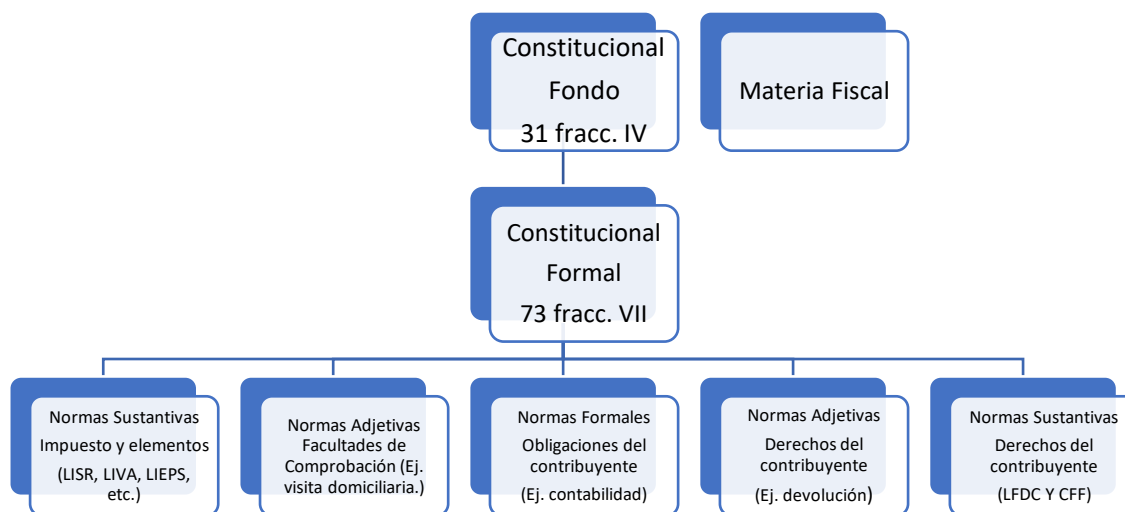 Constitucional
Fondo
31 fracc. IV
Materia Fiscal
Constitucional
Formal
73 fracc. VII
Normas Sustantivas
Impuesto y elementos
(LISR, LIVA, LIEPS,
etc.)
Normas Adjetivas
Facultades de
Comprobación (Ej.
visita domiciliaria.)
Normas Formales
Obligaciones del
contribuyente
(Ej. contabilidad)
Normas Adjetivas
Derechos del
contribuyente
(Ej. devolución)
Normas Sustantivas
Derechos del
contribuyente
(LFDC Y CFF)